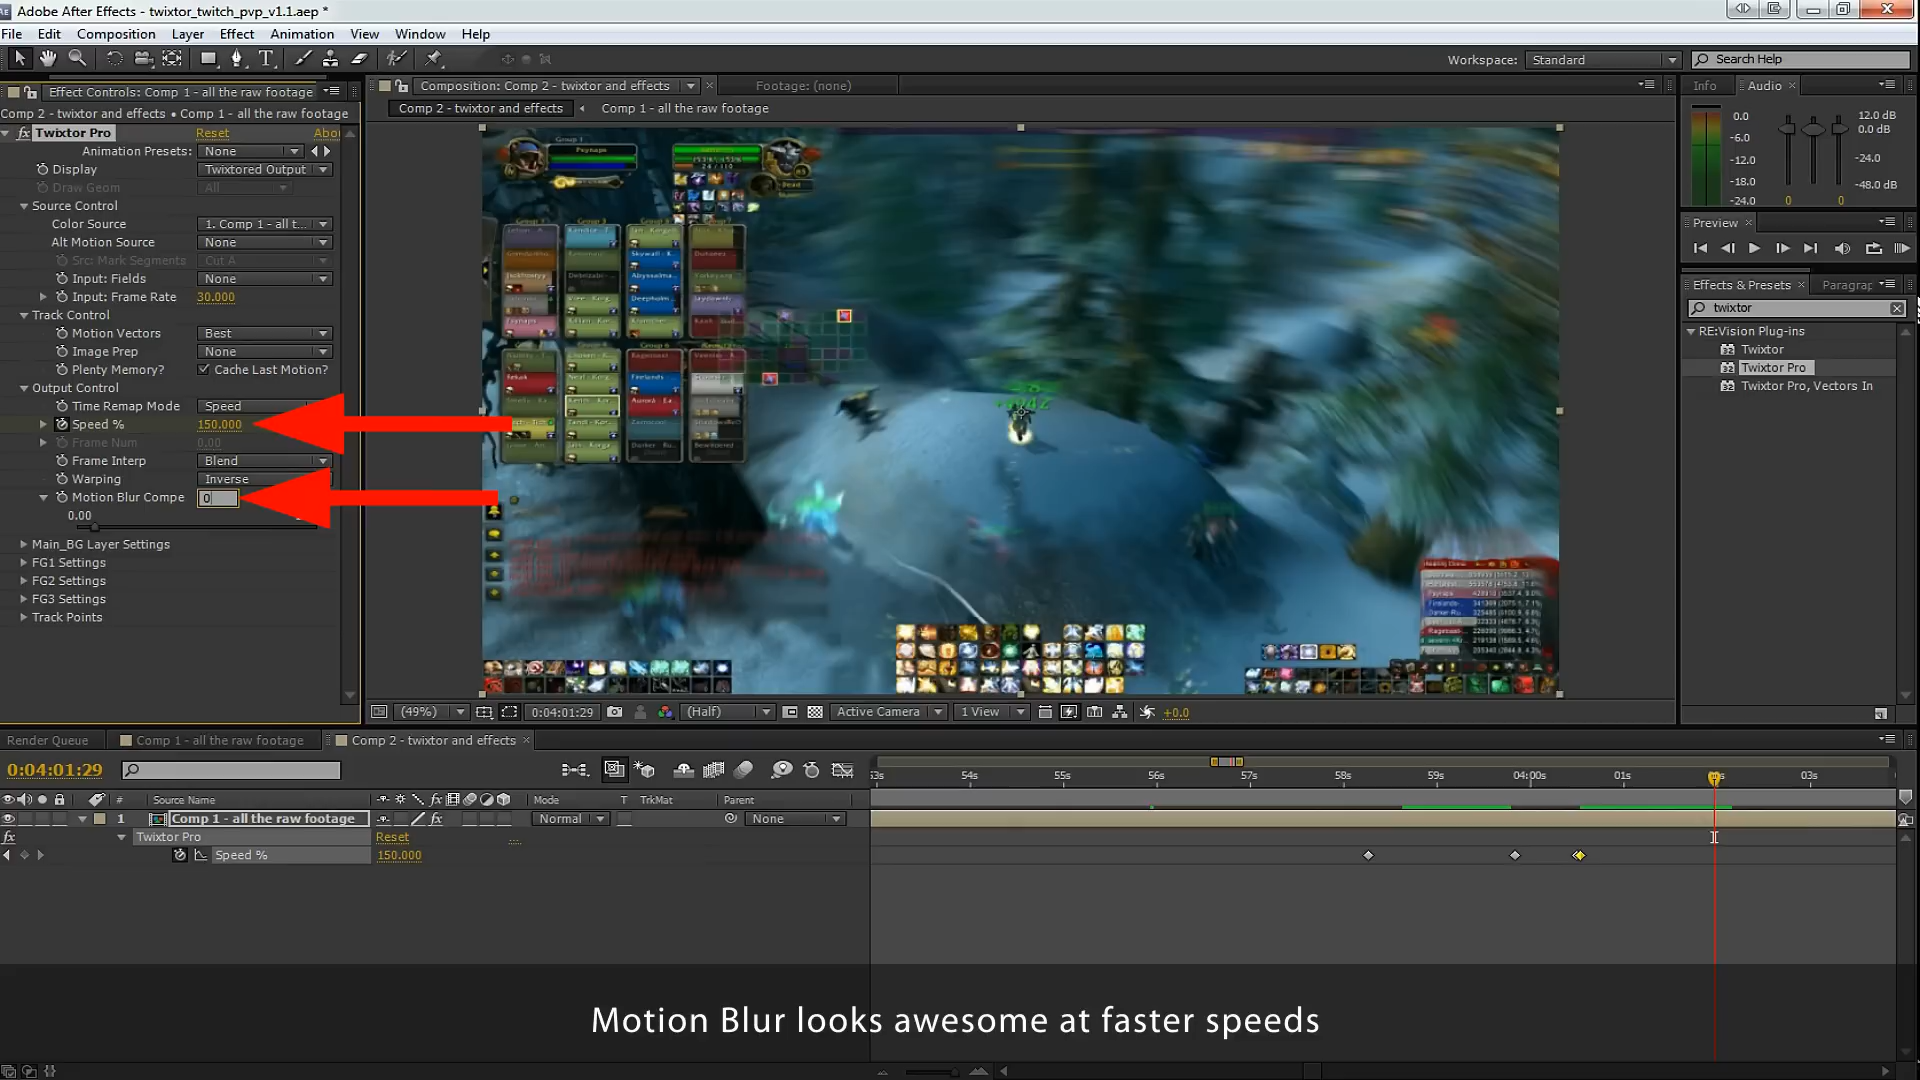 Adobe After Effects - twixtor_twitch_pvp_v1.1.aep *
File Edit Composition Layer Effect Animation View Window Help
Workspace: Standard Search Help
Effect Controls: Comp 1 - all the raw footage
Composition: Comp 2 - twixtor and effects
Footage: (none)
Info Audio
Comp 2 - twixtor and effects • Comp 1 - all the raw footage
Comp 2 - twixtor and effects Comp 1 - all the raw footage
Twixtor Pro Reset Abou
Animation Presets: None
Display Twixtored Output
Draw Geom All
Source Control
Color Source 1. Comp 1 - all t...
Alt Motion Source None
Src: Mark Segments Cut A
Input: Fields None
Input: Frame Rate 30.000
Track Control
Motion Vectors Best
Image Prep None
Plenty Memory? Cache Last Motion?
Output Control
Time Remap Mode Speed
Speed % 150.000
Frame Num 0.00
Frame Interp Blend
Warping Inverse
Motion Blur Compe 0
0.00
Main_BG Layer Settings
FG1 Settings
FG2 Settings
FG3 Settings
Track Points
Group 1
0.0
-6.0
-12.0
-18.0
-24.0
12.0 dB
0.0 dB
-24.0
-48.0 dB
0 0
Preview
Effects & Presets Paragrap
twixtor
RE:Vision Plug-ins
Twixtor
Twixtor Pro
Twixtor Pro, Vectors In
(49%) 0:04:01:29 (Half) Active Camera 1 View +0.0
Render Queue Comp 1 - all the raw footage Comp 2 - twixtor and effects
0:04:01:29
53s 54s 55s 56s 57s 58s 59s 04:00s 01s 03s
# Source Name Mode T TrkMat Parent
1 Comp 1 - all the raw footage Normal None
Twixtor Pro Reset
Speed % 150.000
Motion Blur looks awesome at faster speeds